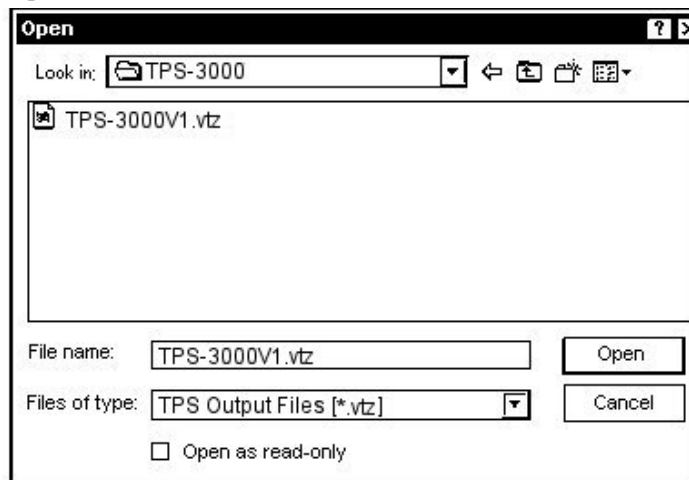 Open
Look in: TPS-3000
TPS-3000V1.vtz
File name: TPS-3000V1.vtz Open
Files of type: TPS Output Files [*.vtz] Cancel
Open as read-only